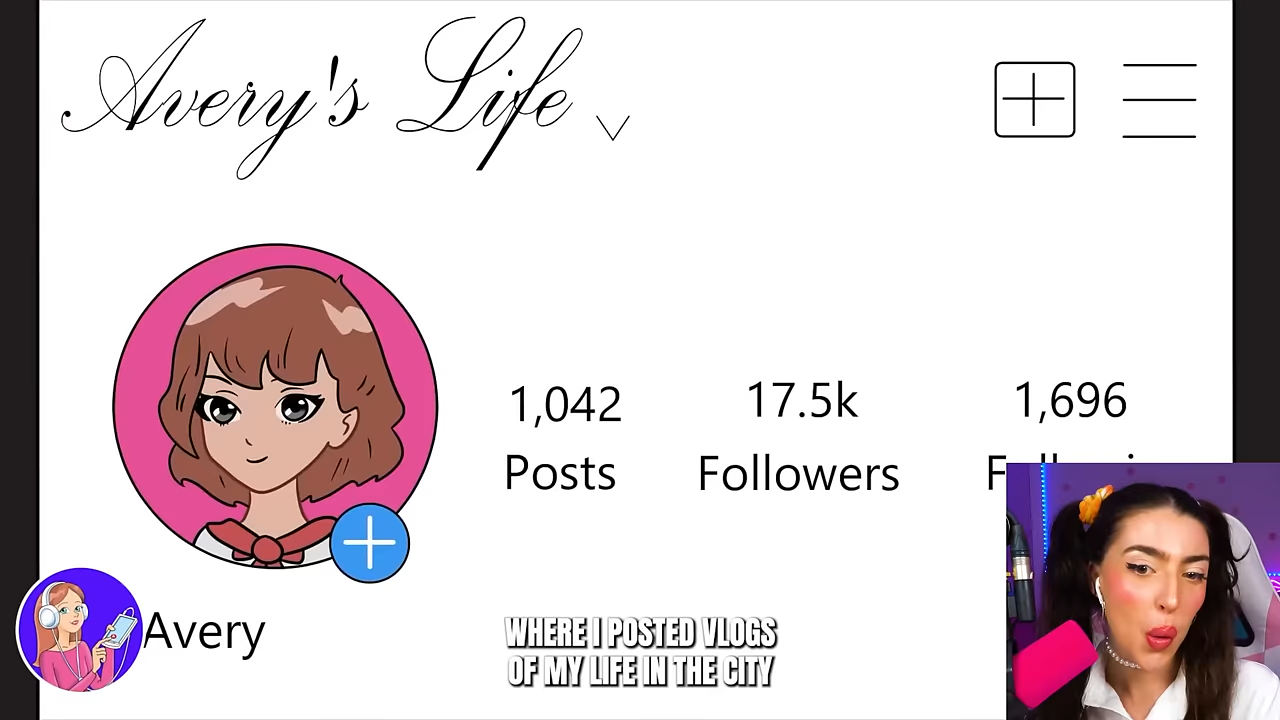 Avery's Life
1,042 17.5k 1,696
Posts Followers
Avery
WHERE I POSTED VLOGS
OF MY LIFE IN THE CITY